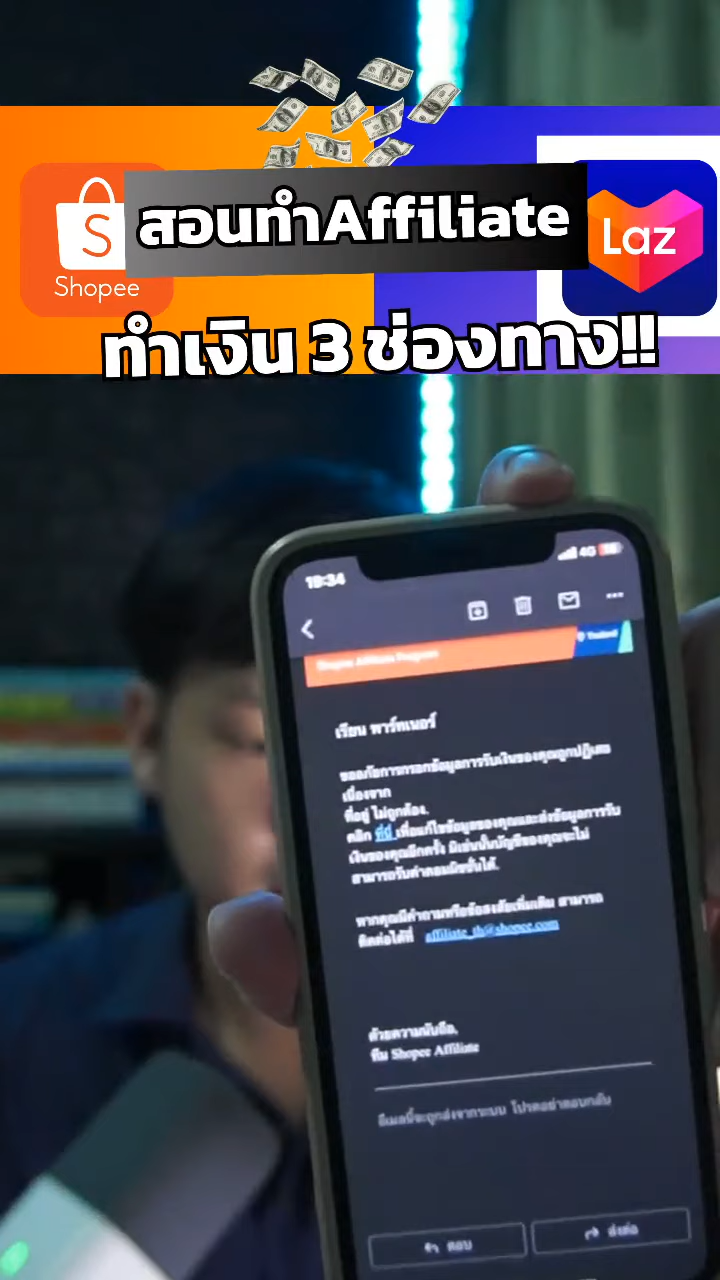 สอนทำAffiliate
Shopee
Laz
ทำเงิน 3 ช่องทาง!!
19:34
4G
Shopee Affiliate Program
Thailand
เรียน พาร์ทเนอร์
ขออภัยการกรอกข้อมูลการรับเงินของคุณถูกปฏิเสธ
เนื่องจาก
ที่อยู่ ไม่ถูกต้อง.
คลิก ที่นี่ เพื่อแก้ไขข้อมูลของคุณและส่งข้อมูลการรับ
เงินของคุณอีกครั้ง มิเช่นนั้นบัญชีของคุณจะไม่
สามารถรับค่าคอมมิชชั่นได้.
หากคุณมีคำถามหรือข้อสงสัยเพิ่มเติม สามารถ
ติดต่อได้ที่ affiliate_th@shopee.com
ด้วยความนับถือ,
ทีม Shopee Affiliate
อีเมลนี้จะถูกส่งจากระบบ โปรดอย่าตอบกลับ
ตอบ
ส่งต่อ